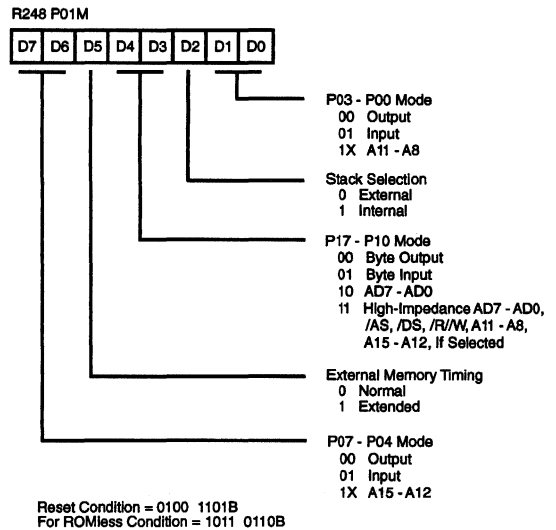 R248 P01M
D7 D6 D5 D4 D3 D2 D1 D0
P03 - P00 Mode
00 Output
01 Input
1X A11 - A8
Stack Selection
0 External
1 Internal
P17 - P10 Mode
00 Byte Output
01 Byte Input
10 AD7 - AD0
11 High-Impedance AD7 - AD0,
/AS, /DS, /R//W, A11 - A8,
A15 - A12, If Selected
External Memory Timing
0 Normal
1 Extended
P07 - P04 Mode
00 Output
01 Input
1X A15 - A12
Reset Condition = 0100 1101B
For ROMless Condition = 1011 0110B